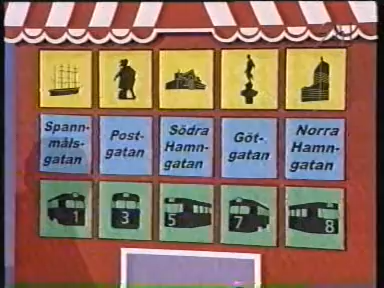 Spann-
måls-
gatan
Post-
gatan
Södra
Hamn-
gatan
Göt-
gatan
Norra
Hamn-
gatan
1
3
5
7
8